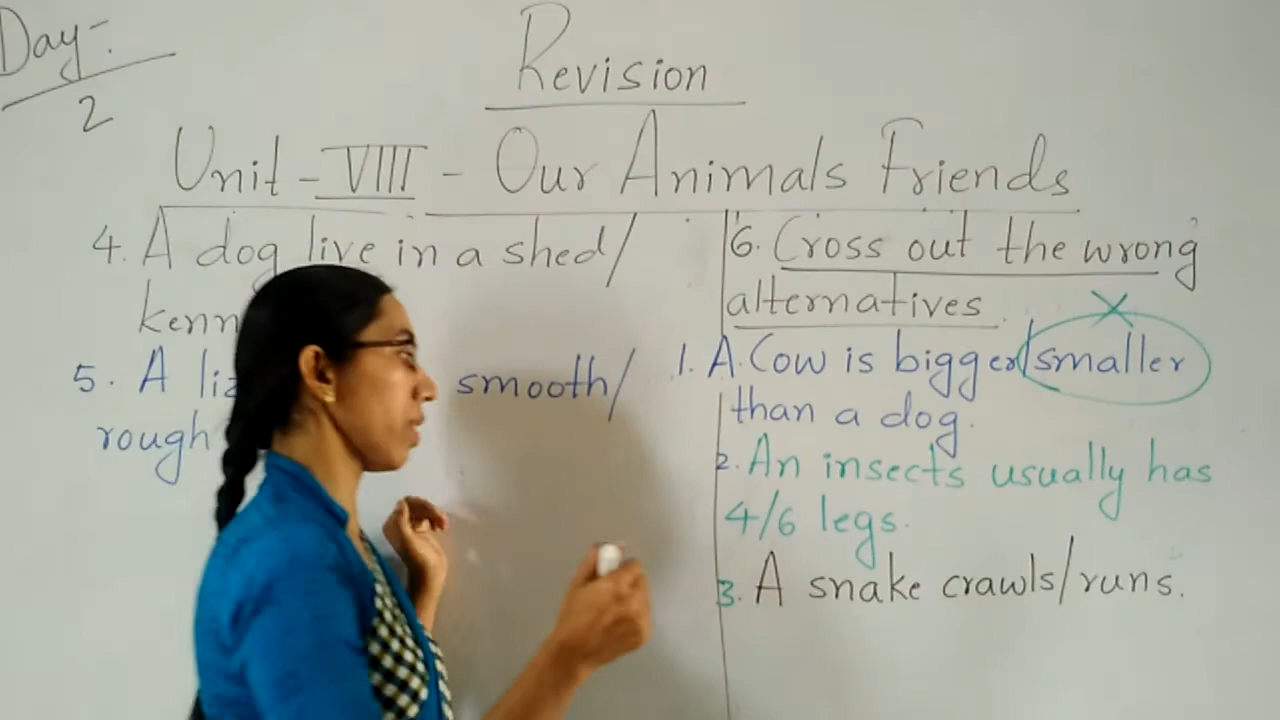 Day:-
2
Revision
Unit - VIII - Our Animals Friends
4. A dog live in a shed/
5. A smooth/
rough
6. Cross out the wrong
alternatives.
1. A Cow is bigger/smaller
than a dog.
2. An insects usually has
4/6 legs.
3. A snake crawls/runs.